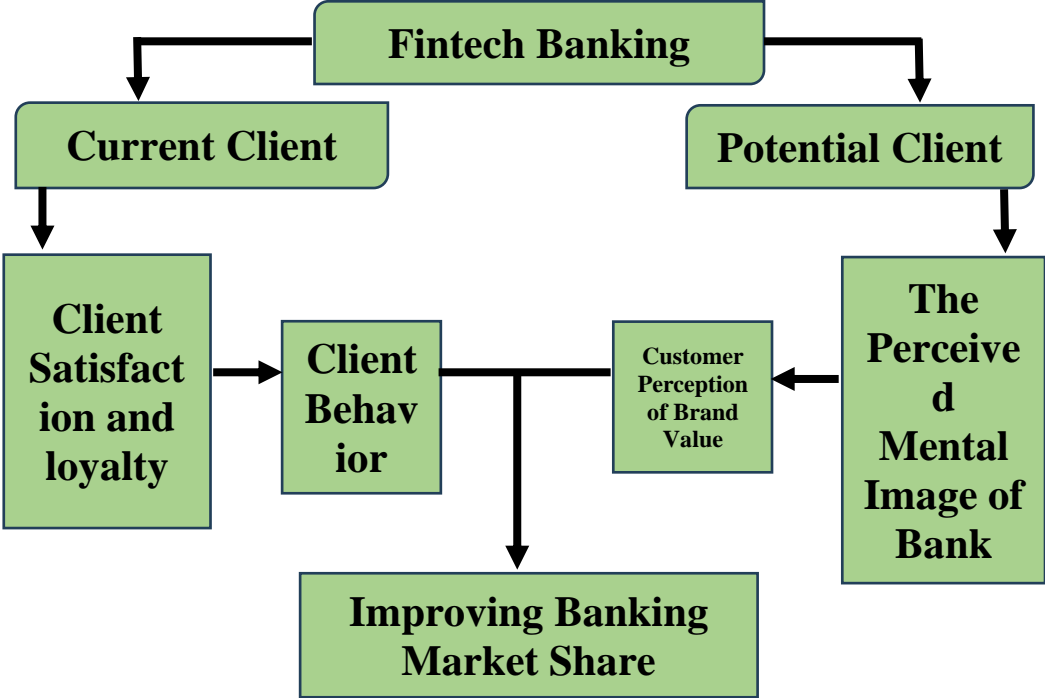 Fintech Banking
Current Client
Potential Client
Client
Satisfact
ion and
loyalty
Client
Behav
ior
Customer
Perception
of Brand
Value
The
Perceive
d
Mental
Image of
Bank
Improving Banking
Market Share